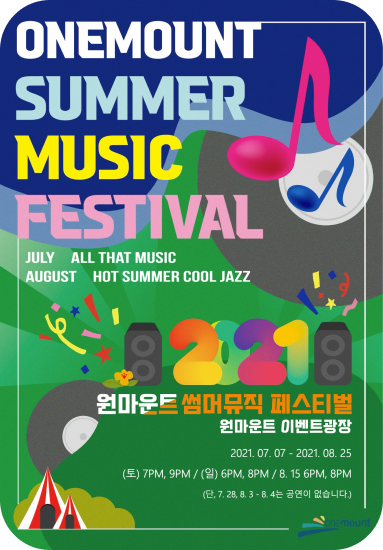 ONEMOUNT
SUMMER
MUSIC
FESTIVAL
JULY ALL THAT MUSIC
AUGUST HOT SUMMER COOL JAZZ
2021
원마운트 썸머뮤직 페스티벌
원마운트 이벤트광장
2021. 07. 07 - 2021. 08. 25
(토) 7PM, 9PM / (일) 6PM, 8PM / 8. 15 6PM, 8PM
(단, 7. 28, 8. 3 - 8. 4는 공연이 없습니다.)
onemount